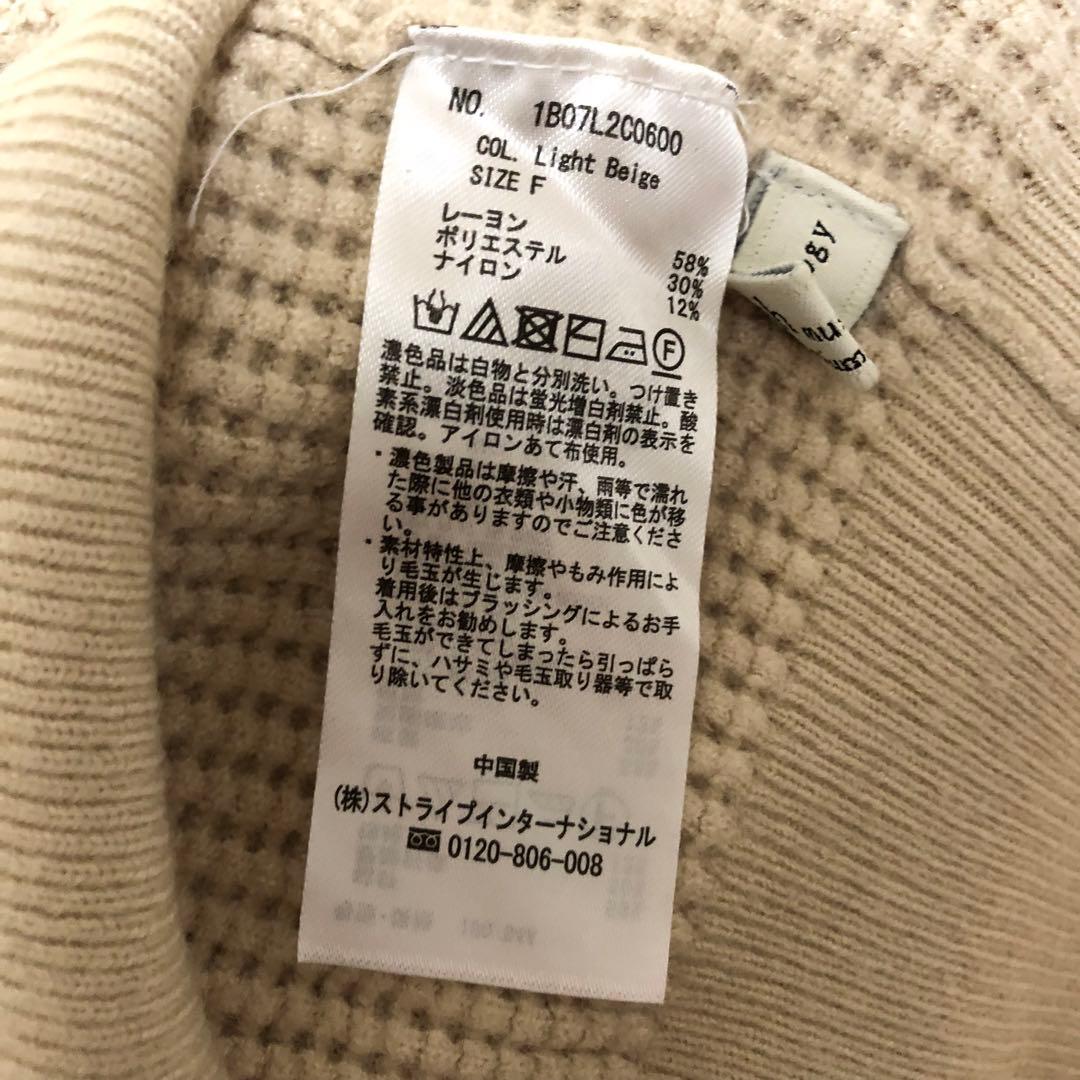 NO. 1B07L2C0600
COL. Light Beige
SIZE F
レーヨン 58%
ポリエステル 30%
ナイロン 12%
F
濃色品は白物と分別洗い。つけ置き
禁止。淡色品は蛍光増白剤禁止。酸
素系漂白剤使用時は漂白剤の表示を
確認。アイロンあて布使用。
・濃色製品は摩擦や汗、雨等で濡れ
た際に他の衣類や小物類に色が移
る事がありますのでご注意くださ
い。
・素材特性上、摩擦やもみ作用によ
り毛玉が生じます。
着用後はブラッシングによるお手
入れをお勧めします。
毛玉ができてしまったら引っぱら
ずに、ハサミや毛玉取り器等で取
り除いてください。
中国製
(株)ストライプインターナショナル
0120-806-008